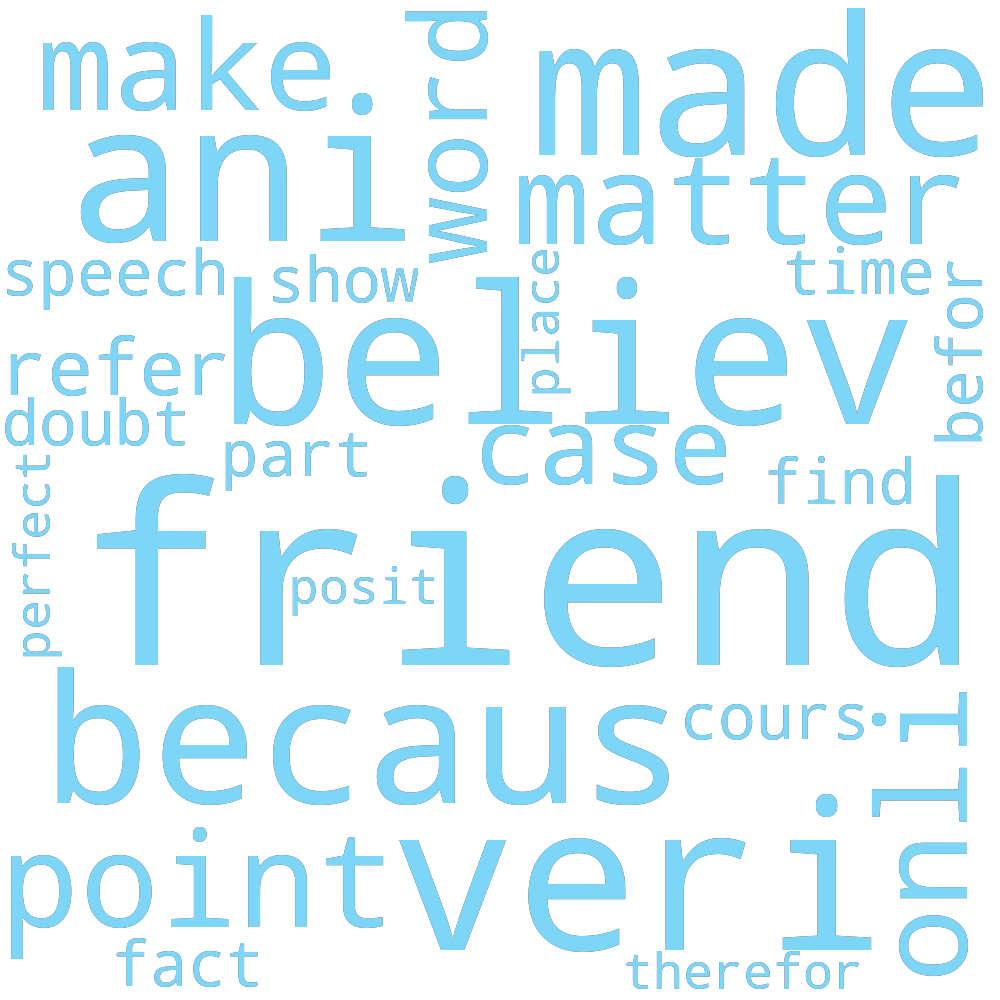 make
word
made
ani
matter
speech
show
place
time
befor
believ
refer
doubt
part
case
find
perfect
friend
posit
becaus
cours
onli
point
veri
fact
therefor